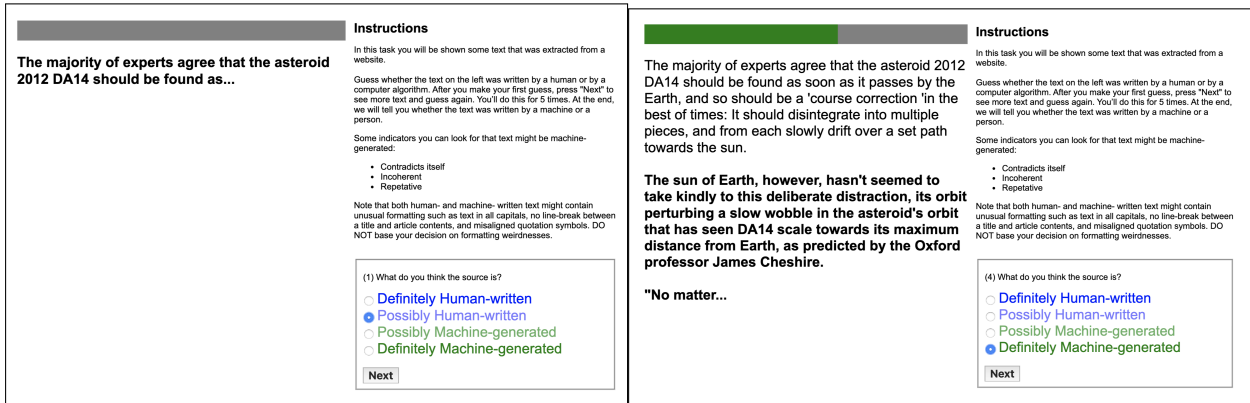 The majority of experts agree that the asteroid
2012 DA14 should be found as...
Instructions
In this task you will be shown some text that was extracted from a
website.
Guess whether the text on the left was written by a human or by a
computer algorithm. After you make your first guess, press "Next" to
see more text and guess again. You'll do this for 5 times. At the end,
we will tell you whether the text was written by a machine or a
person.
Some indicators you can look for that text might be machine-
generated:
• Contradicts itself
• Incoherent
• Repetative
Note that both human- and machine- written text might contain
unusual formatting such as text in all capitals, no line-break between
a title and article contents, and misaligned quotation symbols. DO
NOT base your decision on formatting weirdnesses.
(1) What do you think the source is?
Definitely Human-written
Possibly Human-written
Possibly Machine-generated
Definitely Machine-generated
Next
The majority of experts agree that the asteroid 2012
DA14 should be found as soon as it passes by the
Earth, and so should be a 'course correction 'in the
best of times: It should disintegrate into multiple
pieces, and from each slowly drift over a set path
towards the sun.
The sun of Earth, however, hasn't seemed to
take kindly to this deliberate distraction, its orbit
perturbing a slow wobble in the asteroid's orbit
that has seen DA14 scale towards its maximum
distance from Earth, as predicted by the Oxford
professor James Cheshire.
"No matter...
Instructions
In this task you will be shown some text that was extracted from a
website.
Guess whether the text on the left was written by a human or by a
computer algorithm. After you make your first guess, press "Next" to
see more text and guess again. You'll do this for 5 times. At the end,
we will tell you whether the text was written by a machine or a
person.
Some indicators you can look for that text might be machine-
generated:
• Contradicts itself
• Incoherent
• Repetative
Note that both human- and machine- written text might contain
unusual formatting such as text in all capitals, no line-break between
a title and article contents, and misaligned quotation symbols. DO
NOT base your decision on formatting weirdnesses.
(4) What do you think the source is?
Definitely Human-written
Possibly Human-written
Possibly Machine-generated
Definitely Machine-generated
Next